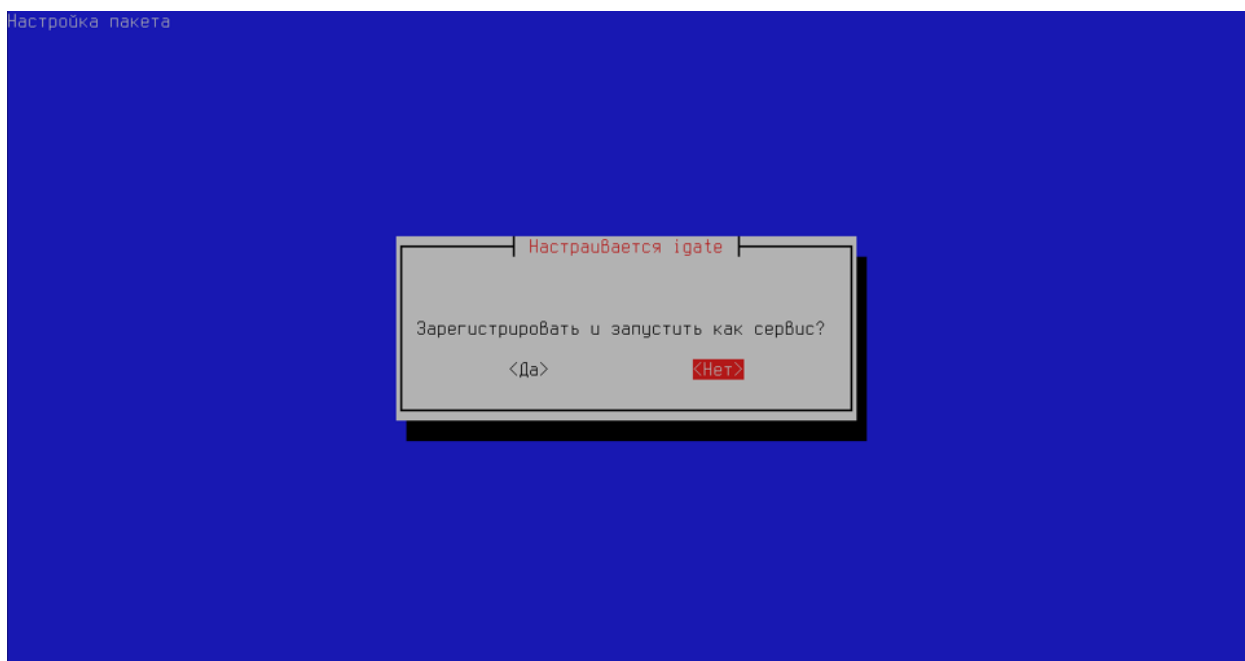 Настройка пакета
Настраивается igate
Зарегистрировать и запустить как сервис?
<Да> <Нет>